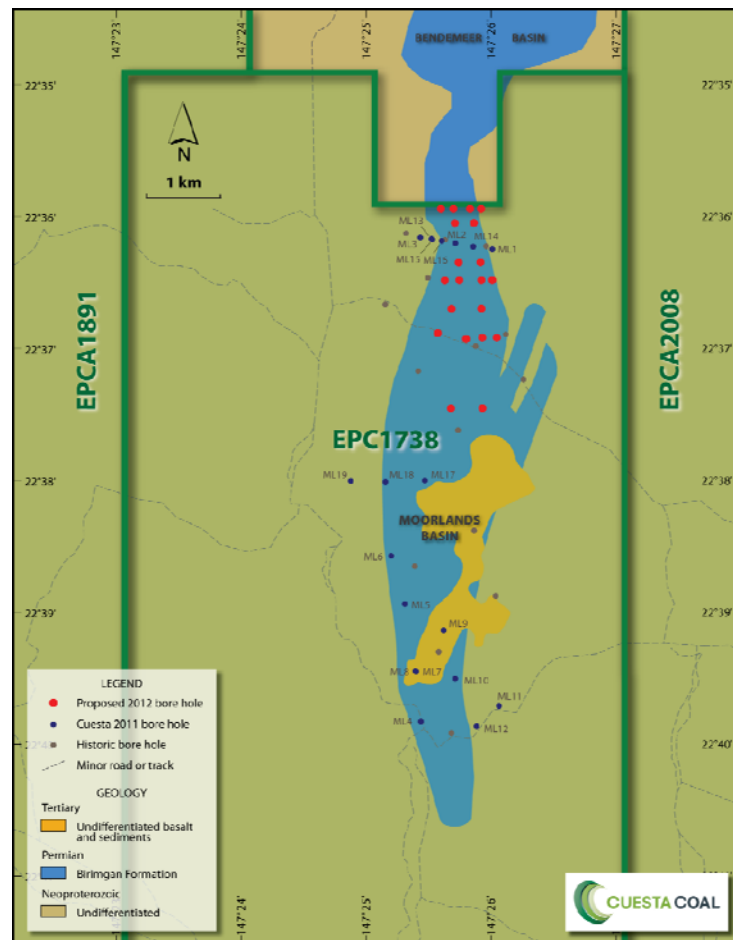 147°23'
147°24'
147°25'
147°26'
147°27'
BENDEMEER BASIN
22°35'
22°35'
N
1 km
22°36'
22°36'
ML13
ML2
ML14
ML3
ML1
ML15
ML16
EPCA1891
EPCA2008
22°37'
22°37'
EPC1738
22°38'
22°38'
ML19
ML18
ML17
MOORLANDS
BASIN
ML6
ML5
22°39'
22°39'
ML9
ML8
ML7
ML10
ML11
ML4
ML12
22°40'
LEGEND
Proposed 2012 bore hole
Cuesta 2011 bore hole
Historic bore hole
Minor road or track
GEOLOGY
Tertiary
Undifferentiated basalt
and sediments
Permian
Birimgan Formation
Neoproterozoic
Undifferentiated
147°24'
147°25'
147°26'
CUESTA COAL